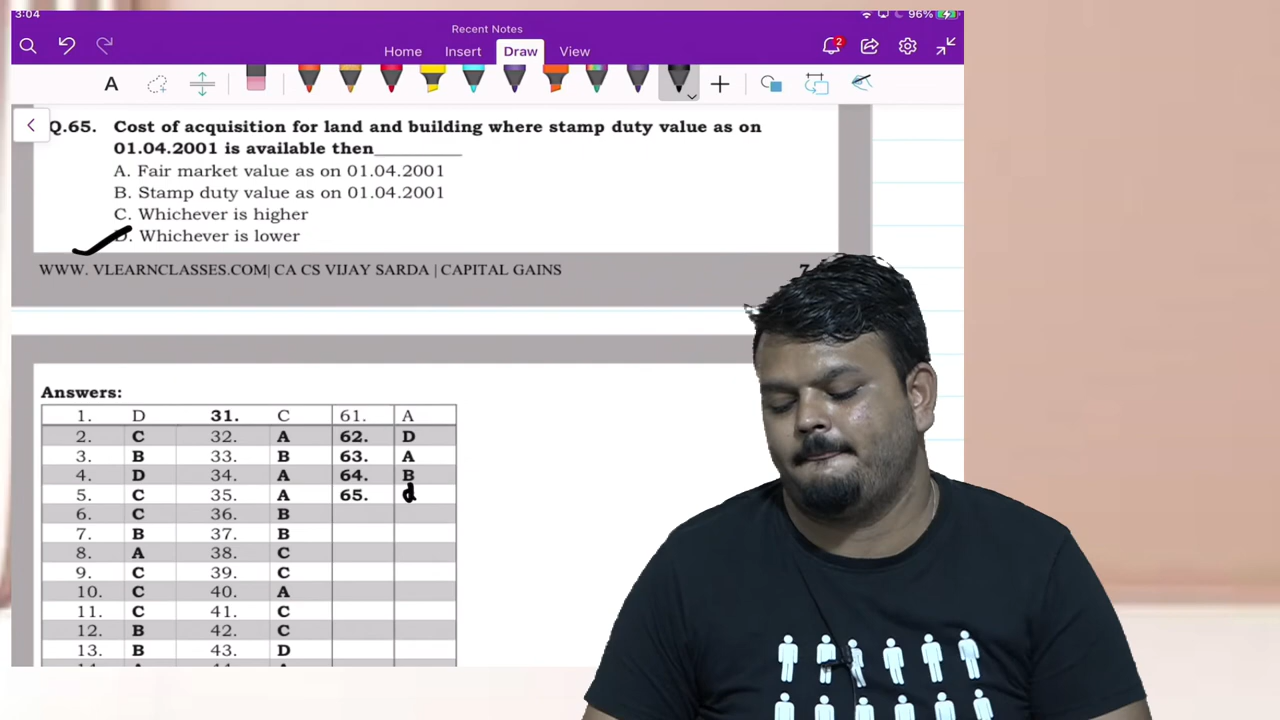 3:04
96%
Recent Notes
Home Insert Draw View
2
A
Q.65. Cost of acquisition for land and building where stamp duty value as on
01.04.2001 is available then________
A. Fair market value as on 01.04.2001
B. Stamp duty value as on 01.04.2001
C. Whichever is higher
D. Whichever is lower
WWW. VLEARNCLASSES.COM| CA CS VIJAY SARDA | CAPITAL GAINS 7
Answers:
1. D 31. C 61. A
2. C 32. A 62. D
3. B 33. B 63. A
4. D 34. A 64. B
5. C 35. A 65. d
6. C 36. B
7. B 37. B
8. A 38. C
9. C 39. C
10. C 40. A
11. C 41. C
12. B 42. C
13. B 43. D